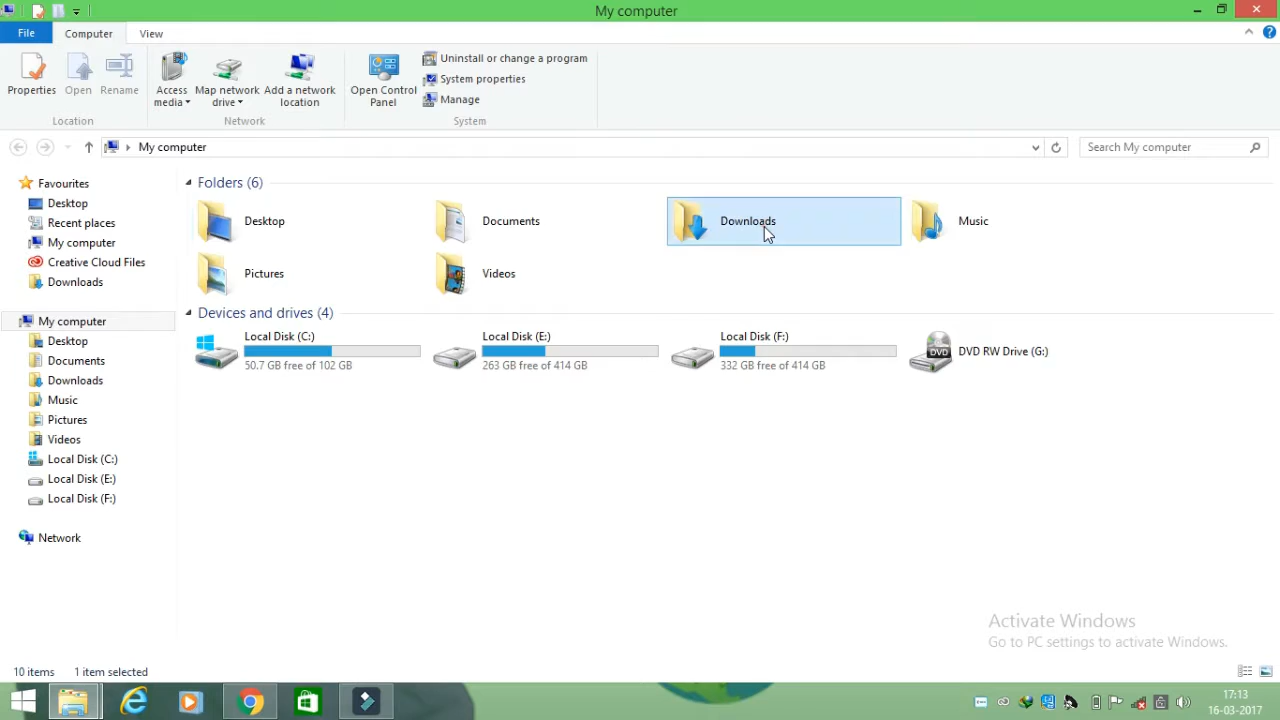 My computer
File
Computer
View
Properties
Open
Rename
Access media
Map network drive
Add a network location
Open Control Panel
Uninstall or change a program
System properties
Manage
Location
Network
System
My computer
Search My computer
Favourites
Desktop
Recent places
My computer
Creative Cloud Files
Downloads
My computer
Desktop
Documents
Downloads
Music
Pictures
Videos
Local Disk (C:)
Local Disk (E:)
Local Disk (F:)
Network
Folders (6)
Desktop
Documents
Downloads
Music
Pictures
Videos
Devices and drives (4)
Local Disk (C:)
50.7 GB free of 102 GB
Local Disk (E:)
263 GB free of 414 GB
Local Disk (F:)
332 GB free of 414 GB
DVD
DVD RW Drive (G:)
Activate Windows
Go to PC settings to activate Windows.
10 items
1 item selected
17:13
16-03-2017